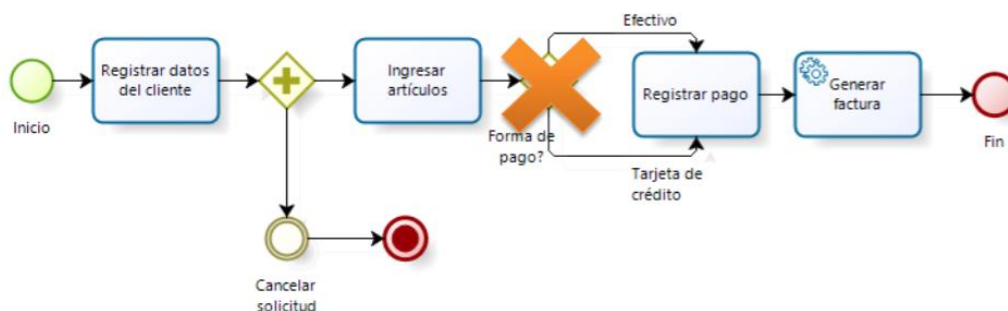 Inicio
Registrar datos
del cliente
Ingresar
artículos
Forma de
pago?
Efectivo
Tarjeta de
crédito
Registrar pago
Generar
factura
Fin
Cancelar
solicitud